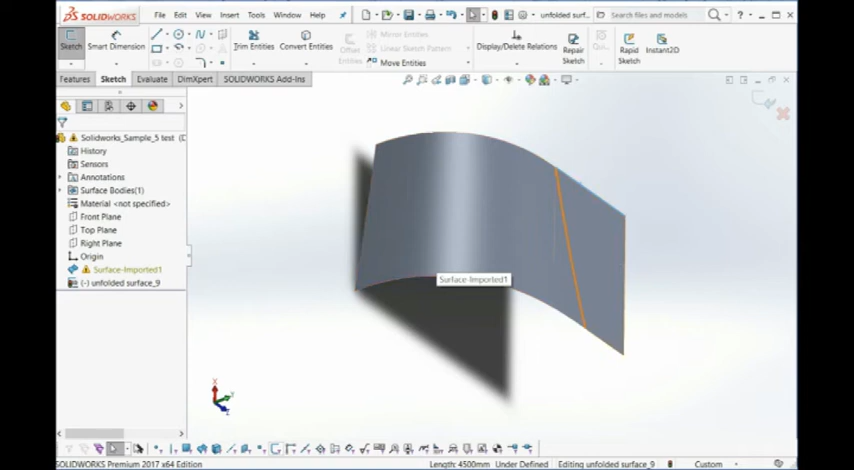 SOLIDWORKS File Edit View Insert Tools Window unfolded surf... Search files and models
Sketch Smart Dimension Trim Entities Convert Entities Offset Entities Mirror Entities Linear Sketch Pattern Move Entities Display/Delete Relations Repair Sketch Qui... Rapid Sketch Instant2D
Features Sketch Evaluate DimXpert SOLIDWORKS Add-Ins
Solidworks_Sample_5 test (D
History
Sensors
Annotations
Surface Bodies(1)
Material <not specified>
Front Plane
Top Plane
Right Plane
Origin
Surface-Imported1
(-) unfolded surface_9
Surface-Imported1
SOLIDWORKS Premium 2017 x64 Edition Length: 4500mm Under Defined Editing unfolded surface_9 Custom